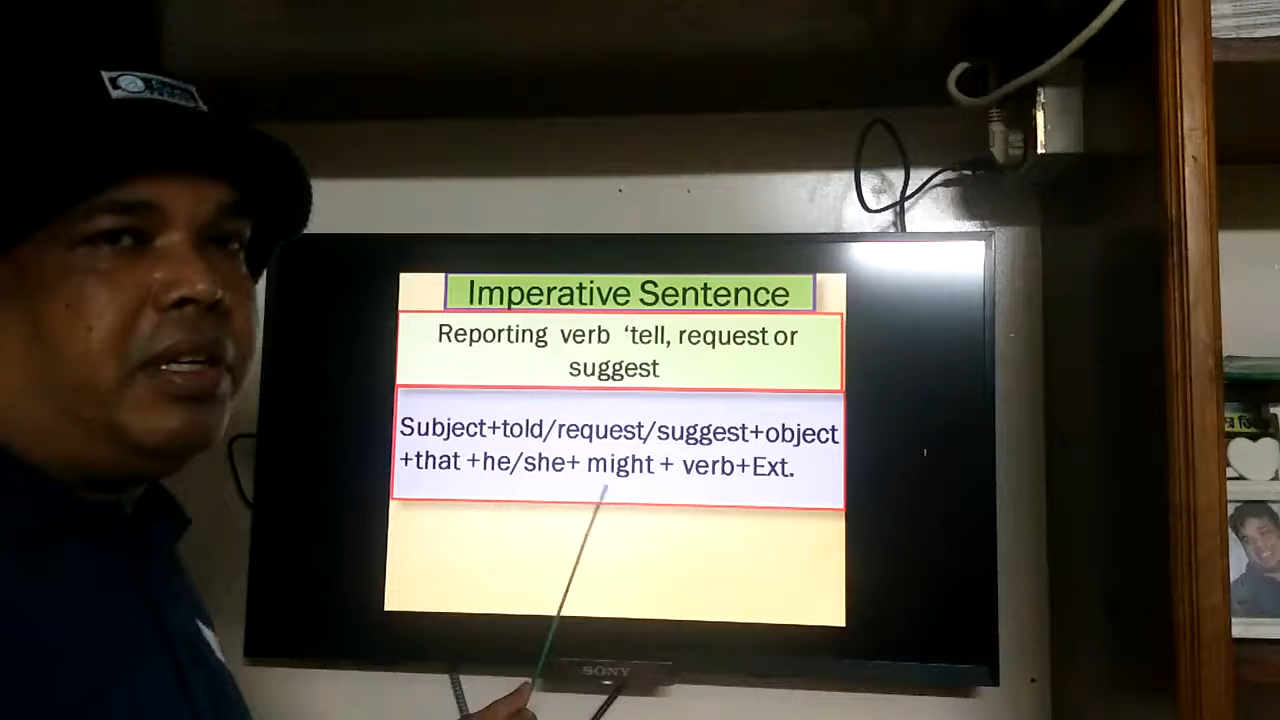 Imperative Sentence
Reporting verb ‘tell, request or
suggest
Subject+told/request/suggest+object
+that +he/she+ might + verb+Ext.
SONY